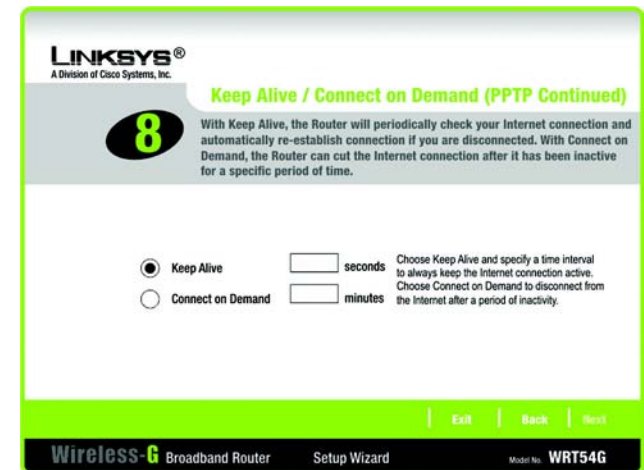 LINKSYS®
A Division of Cisco Systems, Inc.
Keep Alive / Connect on Demand (PPTP Continued)
8
With Keep Alive, the Router will periodically check your Internet connection and
automatically re-establish connection if you are disconnected. With Connect on
Demand, the Router can cut the Internet connection after it has been inactive
for a specific period of time.
Keep Alive seconds
Connect on Demand minutes
Choose Keep Alive and specify a time interval
to always keep the Internet connection active.
Choose Connect on Demand to disconnect from
the Internet after a period of inactivity.
Exit Back Next
Wireless-G Broadband Router Setup Wizard Model No. WRT54G